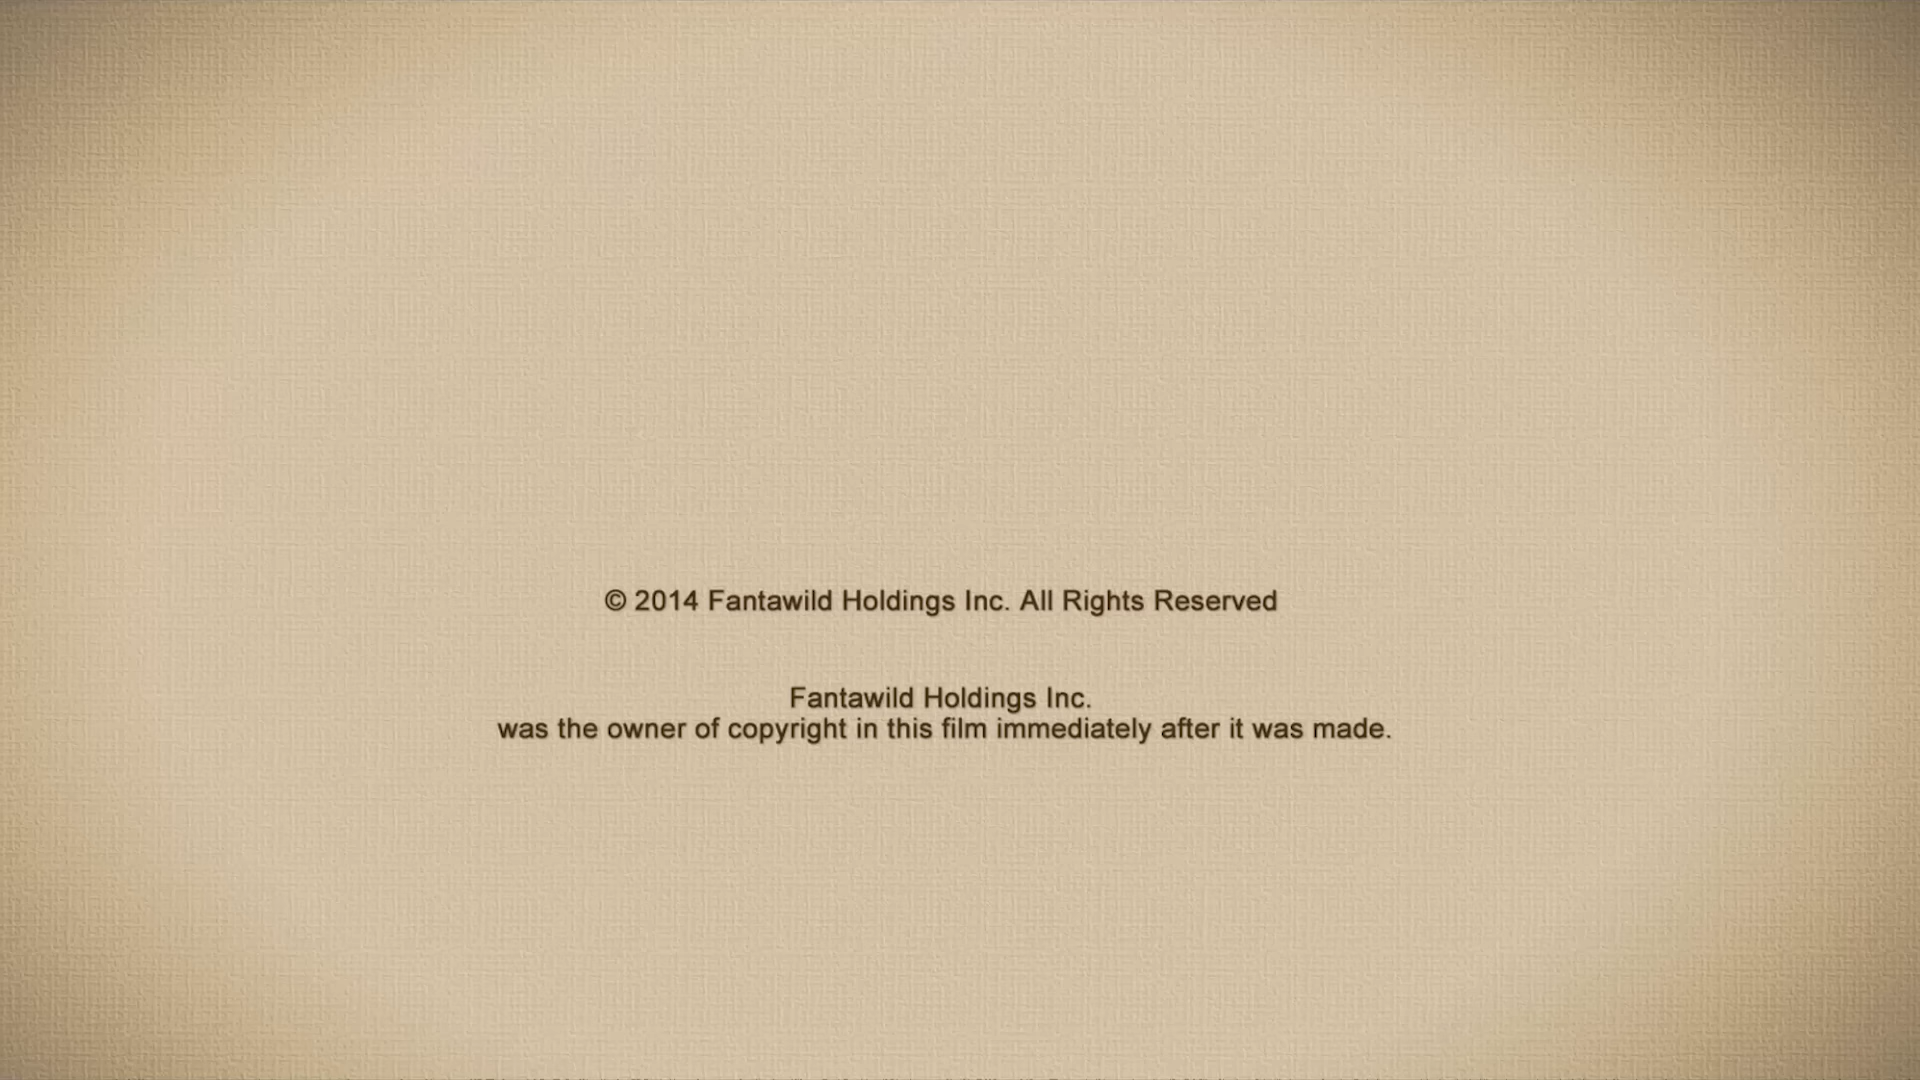 © 2014 Fantawild Holdings Inc. All Rights Reserved
Fantawild Holdings Inc.
was the owner of copyright in this film immediately after it was made.